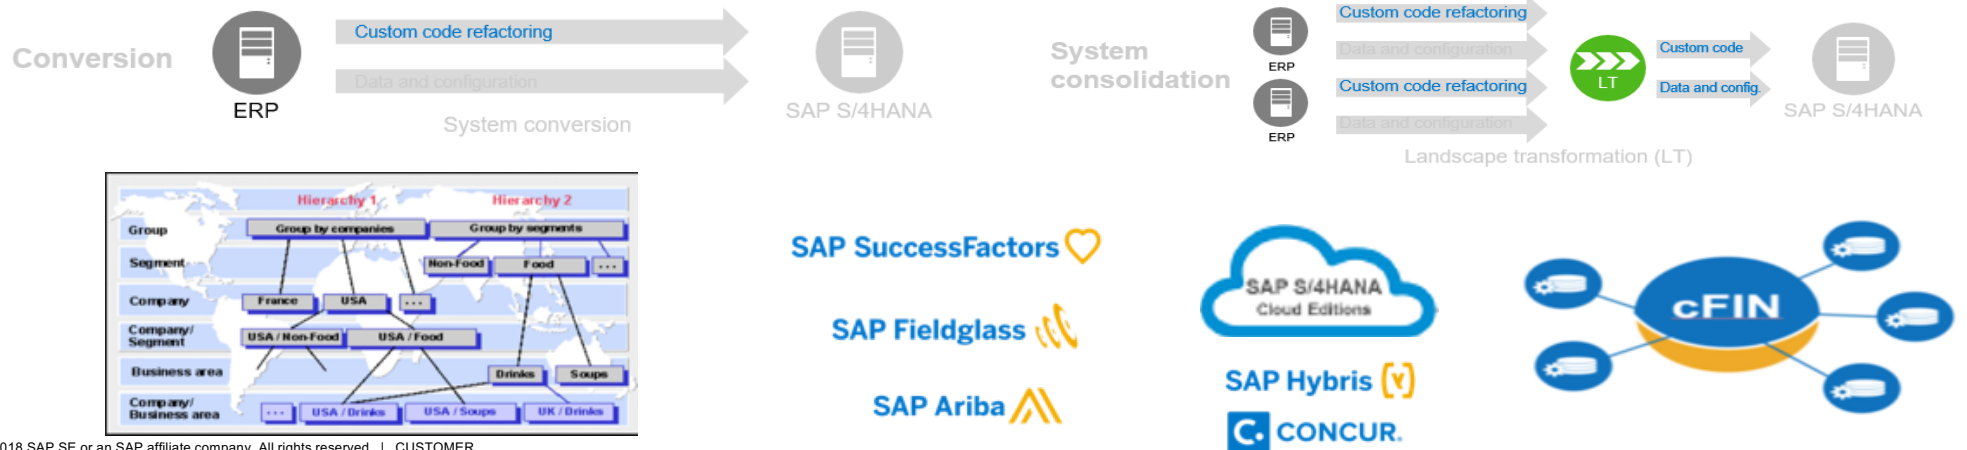 Conversion
Custom code refactoring
Data and configuration
ERP
SAP S/4HANA
System conversion
System
consolidation
Custom code refactoring
Data and configuration
ERP
Custom code refactoring
Data and configuration
ERP
LT
Custom code
Data and config.
SAP S/4HANA
Landscape transformation (LT)
Hierarchy 1
Hierarchy 2
Group
Group by companies
Group by segments
Segment
Non-Food
Food
...
Company
France
USA
...
Company/
Segment
USA / Non-Food
USA / Food
Business area
Drinks
Soups
Company/
Business area
...
USA / Drinks
USA / Soups
UK / Drinks
SAP SuccessFactors
SAP Fieldglass
SAP Ariba
SAP S/4HANA
Cloud Editions
SAP Hybris
C. CONCUR.
cFIN
018 SAP SE or an SAP affiliate company. All rights reserved. | CUSTOMER